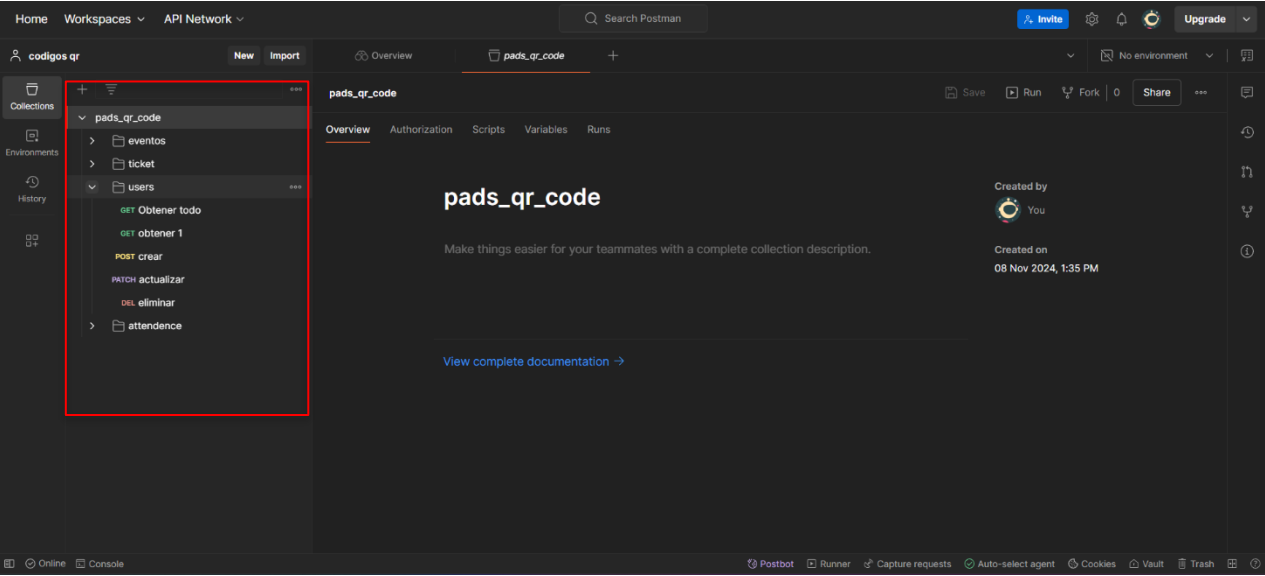 Home Workspaces API Network Search Postman Invite Upgrade
codigos qr New Import Overview pads_qr_code No environment
Collections
Environments
History
pads_qr_code
eventos
ticket
users
GET Obtener todo
GET obtener 1
POST crear
PATCH actualizar
DEL eliminar
attendence
pads_qr_code Save Run Fork 0 Share
Overview Authorization Scripts Variables Runs
pads_qr_code
Make things easier for your teammates with a complete collection description.
View complete documentation →
Created by
You
Created on
08 Nov 2024, 1:35 PM
Online Console Postbot Runner Capture requests Auto-select agent Cookies Vault Trash